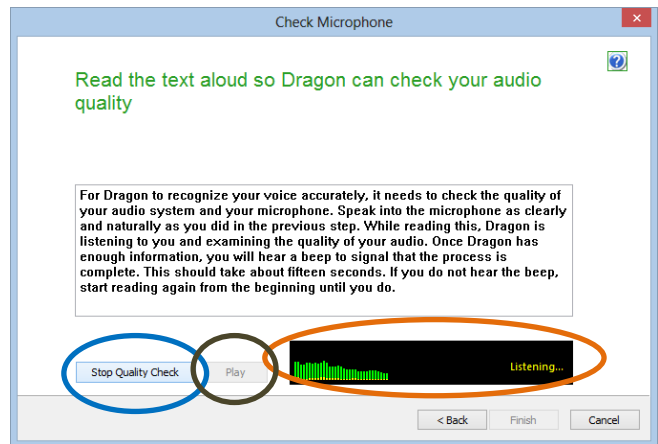 Check Microphone
Read the text aloud so Dragon can check your audio
quality
For Dragon to recognize your voice accurately, it needs to check the quality of
your audio system and your microphone. Speak into the microphone as clearly
and naturally as you did in the previous step. While reading this, Dragon is
listening to you and examining the quality of your audio. Once Dragon has
enough information, you will hear a beep to signal that the process is
complete. This should take about fifteen seconds. If you do not hear the beep,
start reading again from the beginning until you do.
Stop Quality Check Play Listening...
< Back Finish Cancel